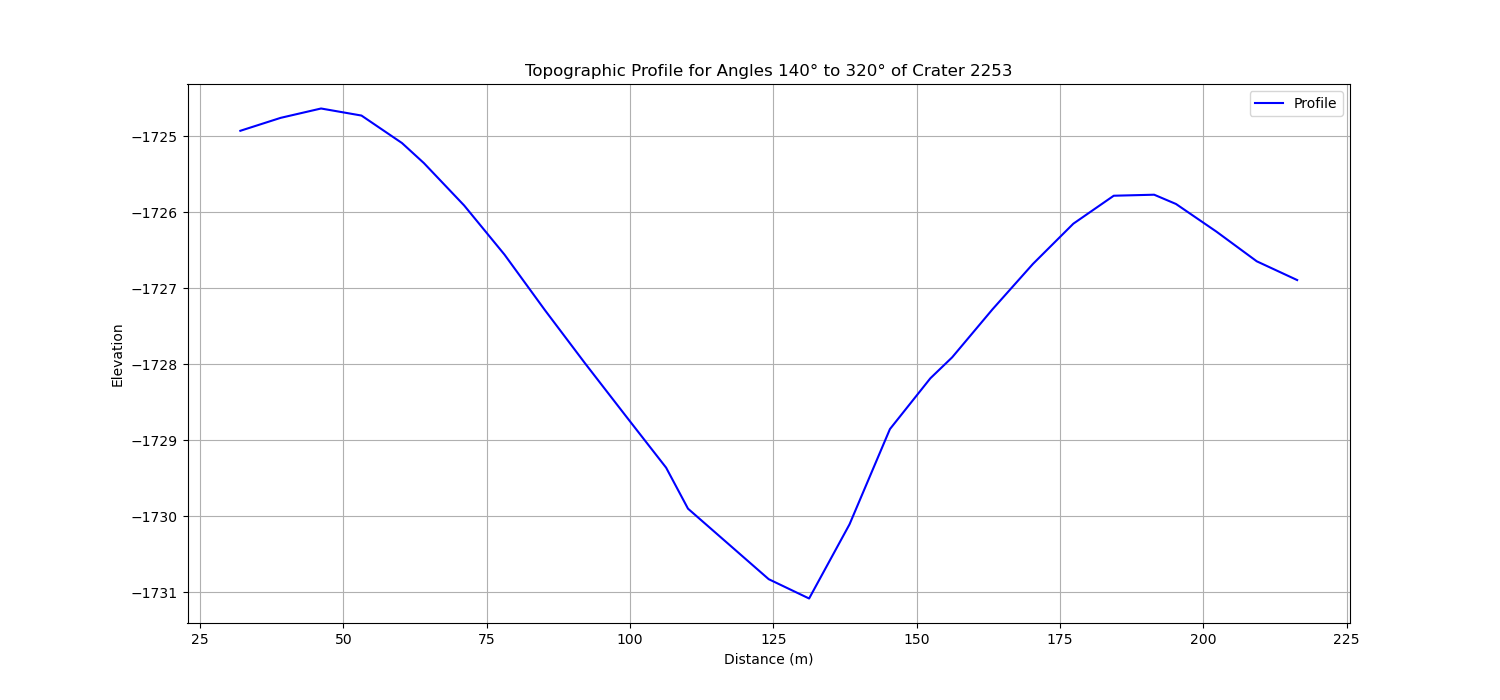 Topographic Profile for Angles 140° to 320° of Crater 2253
Profile
Elevation
−1725
−1726
−1727
−1728
−1729
−1730
−1731
25 50 75 100 125 150 175 200 225
Distance (m)